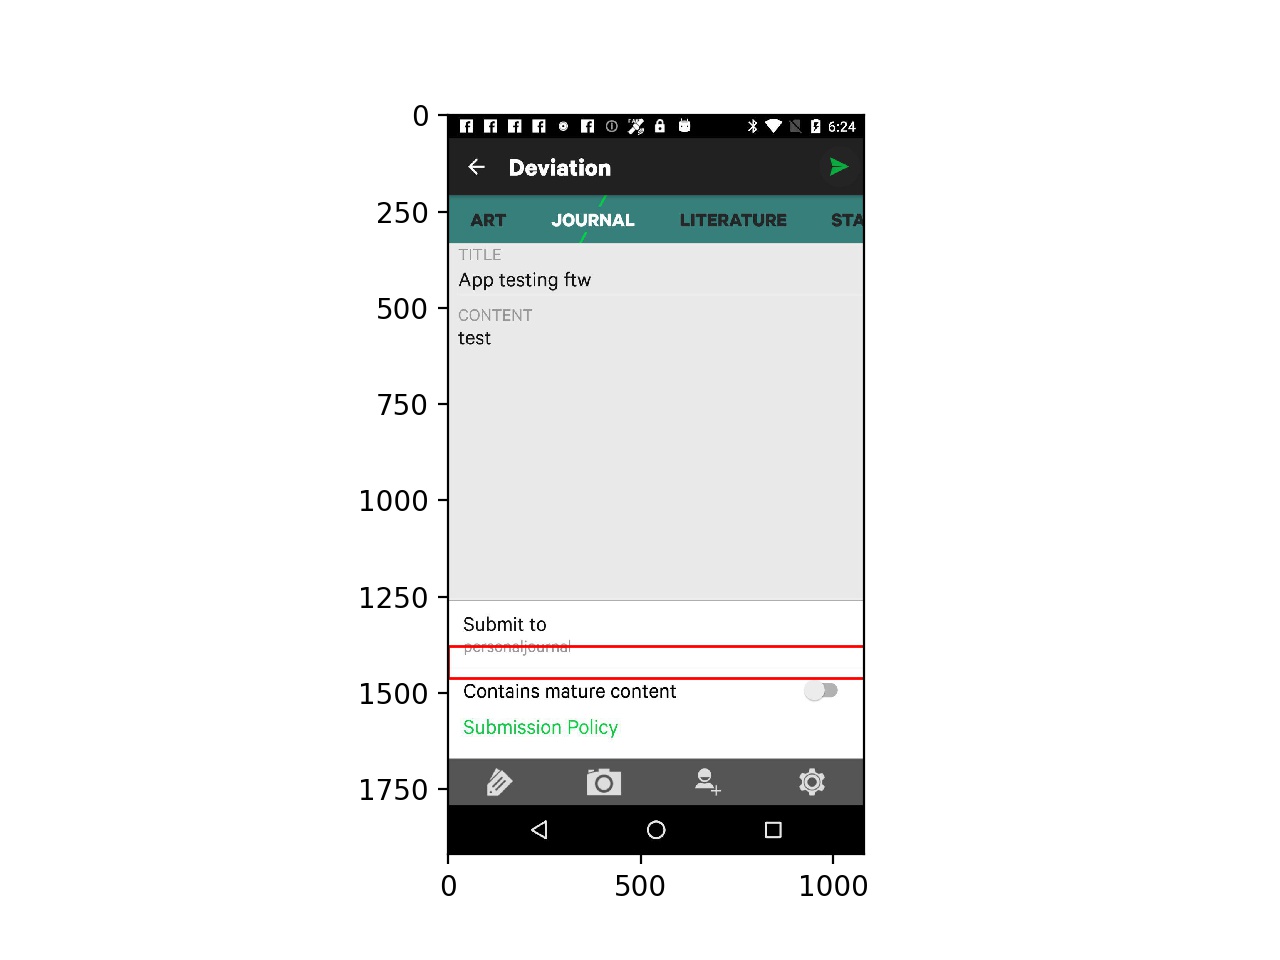 0
250
500
750
1000
1250
1500
1750
6:24
Deviation
ART JOURNAL LITERATURE STA
TITLE
App testing ftw
CONTENT
test
Submit to
personaljournal
Contains mature content
Submission Policy
0 500 1000